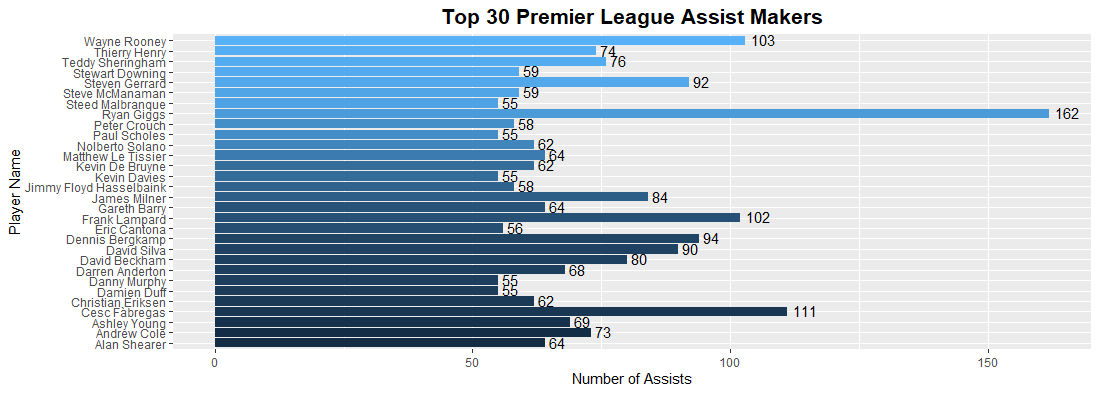 Top 30 Premier League Assist Makers
Player Name
Wayne Rooney 103
Thierry Henry 74
Teddy Sheringham 76
Stewart Downing 59
Steven Gerrard 92
Steve McManaman 59
Steed Malbranque 55
Ryan Giggs 162
Peter Crouch 58
Paul Scholes 55
Nolberto Solano 62
Matthew Le Tissier 64
Kevin De Bruyne 62
Kevin Davies 55
Jimmy Floyd Hasselbaink 58
James Milner 84
Gareth Barry 64
Frank Lampard 102
Eric Cantona 56
Dennis Bergkamp 94
David Silva 90
David Beckham 80
Darren Anderton 68
Danny Murphy 55
Damien Duff 55
Christian Eriksen 62
Cesc Fabregas 111
Ashley Young 69
Andrew Cole 73
Alan Shearer 64
0 50 100 150
Number of Assists